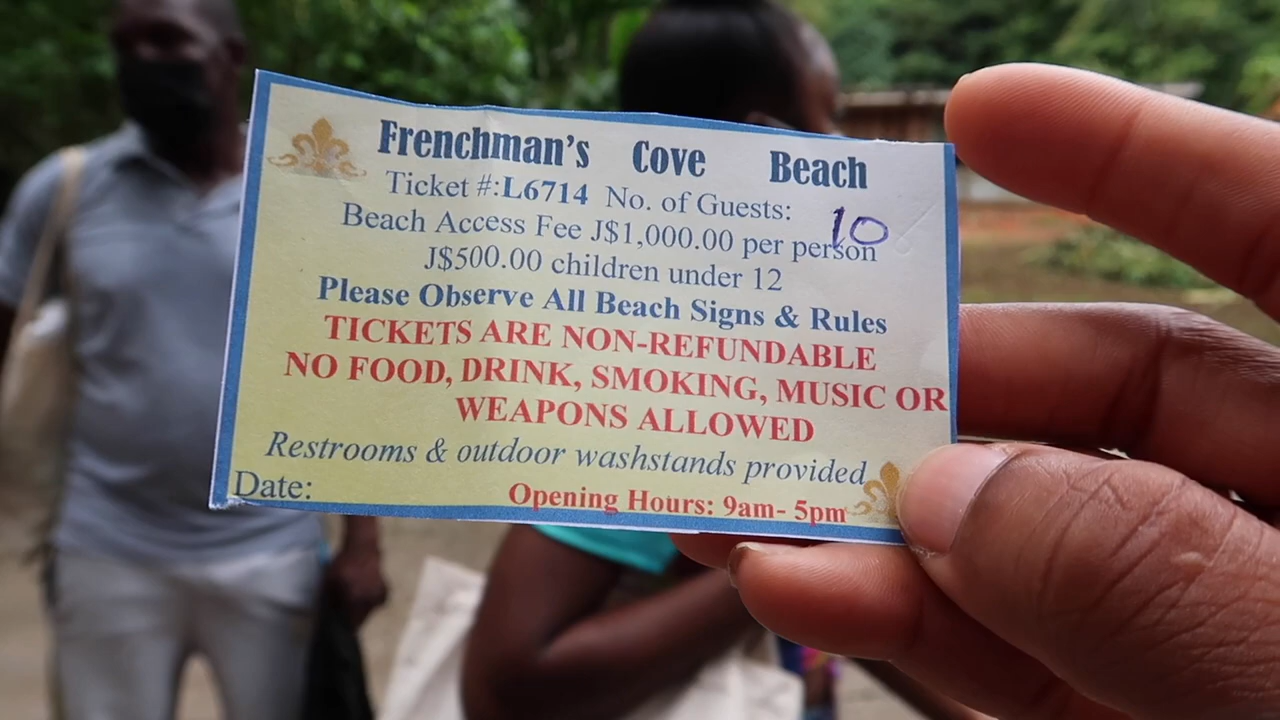 Frenchman's Cove Beach
Ticket #:L6714 No. of Guests: 10
Beach Access Fee J$1,000.00 per person
J$500.00 children under 12
Please Observe All Beach Signs & Rules
TICKETS ARE NON-REFUNDABLE
NO FOOD, DRINK, SMOKING, MUSIC OR
WEAPONS ALLOWED
Restrooms & outdoor washstands provided
Date:
Opening Hours: 9am- 5pm